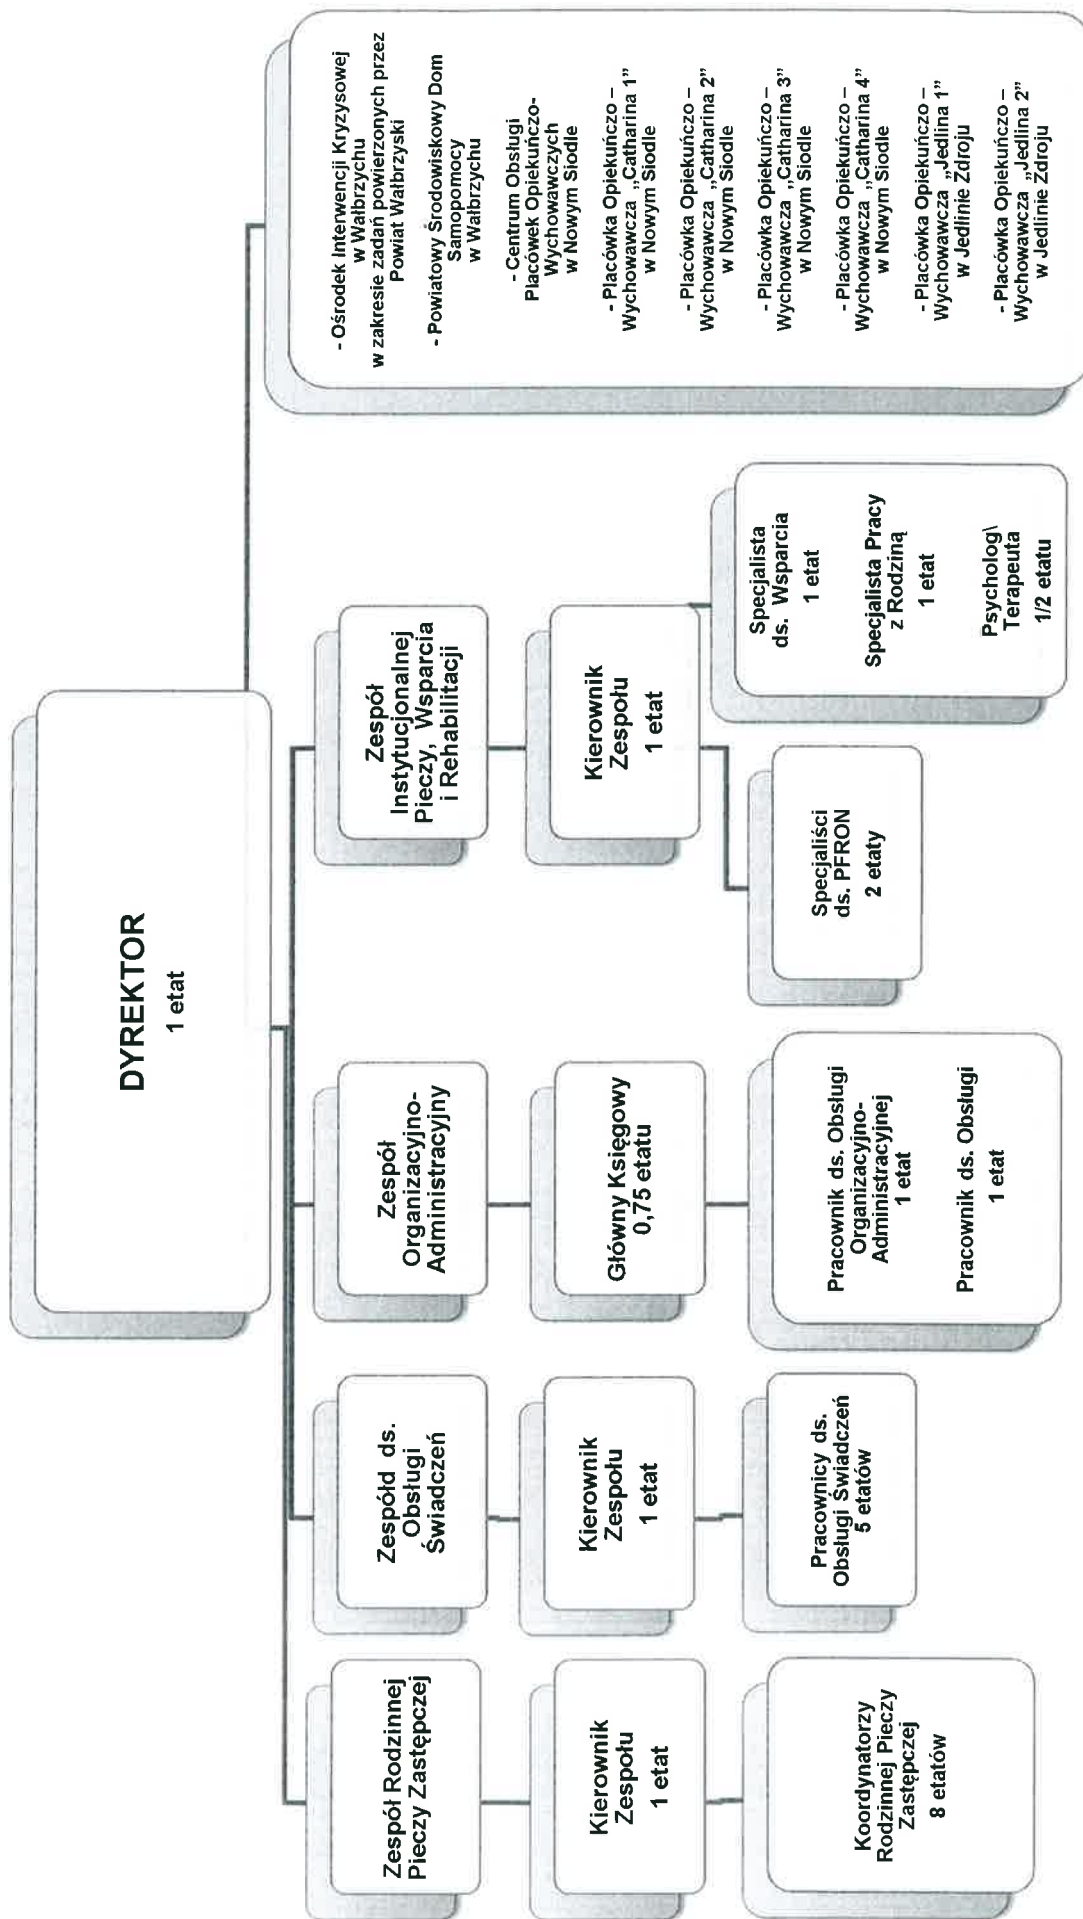 DYREKTOR
1 etat
Zespół Rodzinnej
Pieczy Zastępczej
Kierownik
Zespołu
1 etat
Koordynatorzy
Rodzinnej Pieczy
Zastępczej
8 etatów
Zespółd ds.
Obsługi
Świadczeń
Kierownik
Zespołu
1 etat
Pracownicy ds.
Obsługi Świadczeń
5 etatów
Zespół
Organizacyjno-
Administracyjny
Główny Księgowy
0,75 etatu
Pracownik ds. Obsługi
Organizacyjno-
Administracyjnej
1 etat
Pracownik ds. Obsługi
1 etat
Zespół
Instytucjonalnej
Pieczy, Wsparcia
i Rehabilitacji
Kierownik
Zespołu
1 etat
Specjaliści
ds. PFRON
2 etaty
Specjalista
ds. Wsparcia
1 etat
Specjalista Pracy
z Rodziną
1 etat
Psycholog\
Terapeuta
1/2 etatu
- Ośrodek Interwencji Kryzysowej
w Wałbrzychu
w zakresie zadań powierzonych przez
Powiat Wałbrzyski
- Powiatowy Środowiskowy Dom
Samopomocy
w Wałbrzychu
- Centrum Obsługi
Placówek Opiekuńczo-
Wychowawczych
w Nowym Siodle
- Placówka Opiekuńczo –
Wychowawcza ,,Catharina 1”
w Nowym Siodle
- Placówka Opiekuńczo –
Wychowawcza ,,Catharina 2”
w Nowym Siodle
- Placówka Opiekuńczo –
Wychowawcza ,,Catharina 3”
w Nowym Siodle
- Placówka Opiekuńczo –
Wychowawcza ,,Catharina 4”
w Nowym Siodle
- Placówka Opiekuńczo –
Wychowawcza „Jedlina 1”
w Jedlinie Zdroju
- Placówka Opiekuńczo –
Wychowawcza „Jedlina 2”
w Jedlinie Zdroju